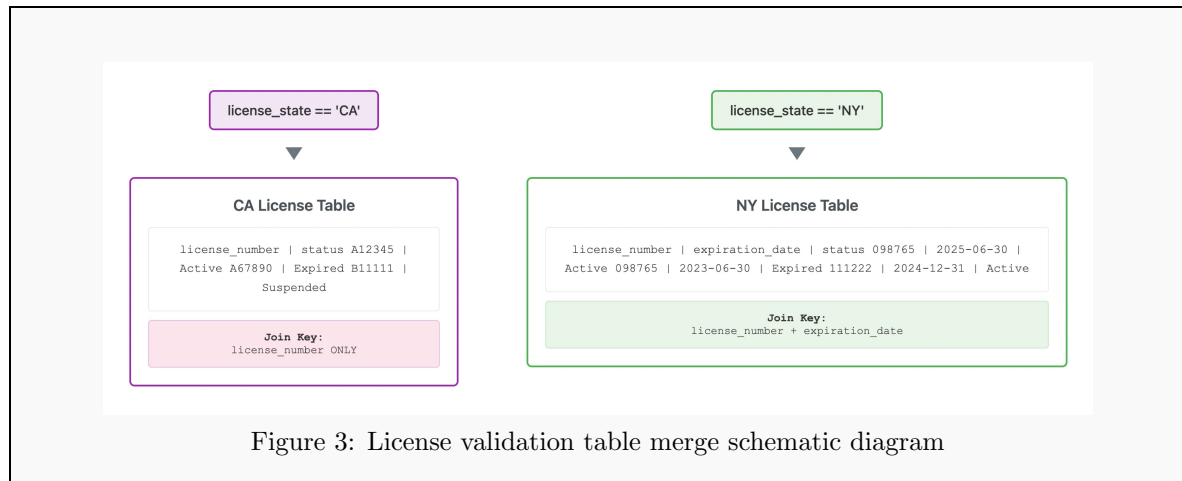 license_state == 'CA'
CA License Table
license_number | status A12345 |
Active A67890 | Expired B11111 |
Suspended
Join Key:
license_number ONLY
license_state == 'NY'
NY License Table
license_number | expiration_date | status 098765 | 2025-06-30 |
Active 098765 | 2023-06-30 | Expired 111222 | 2024-12-31 | Active
Join Key:
license_number + expiration_date
Figure 3: License validation table merge schematic diagram